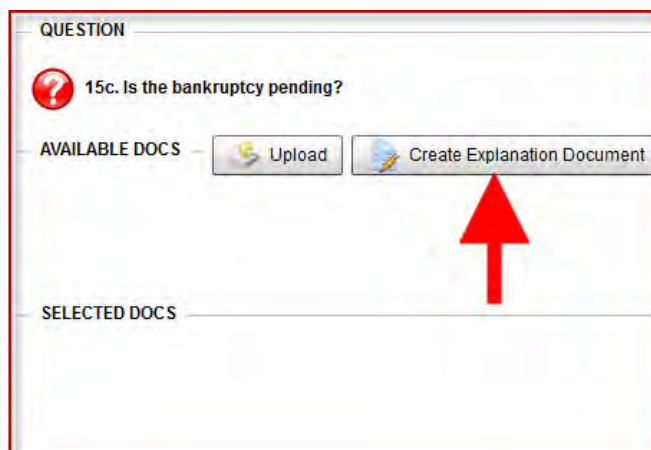 QUESTION
15c. Is the bankruptcy pending?
AVAILABLE DOCS Upload Create Explanation Document
SELECTED DOCS